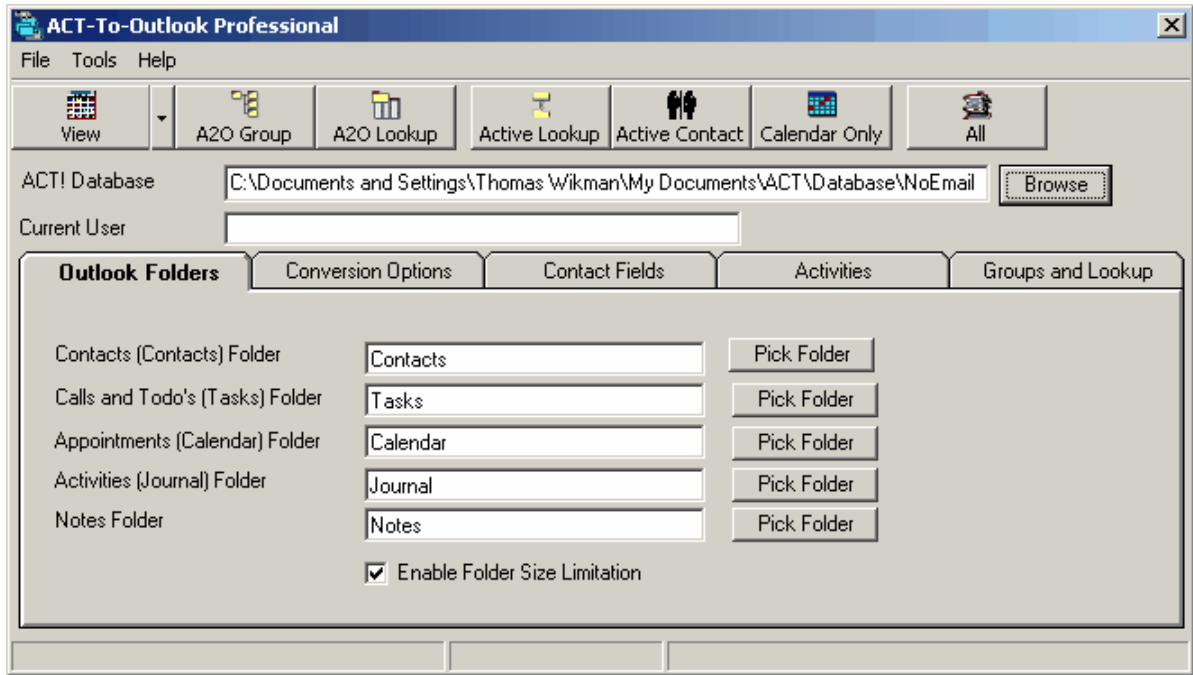 ACT-To-Outlook Professional
File Tools Help
View A2O Group A2O Lookup Active Lookup Active Contact Calendar Only All
ACT! Database C:\Documents and Settings\Thomas Wikman\My Documents\ACT\Database\NoEmail Browse
Current User
Outlook Folders Conversion Options Contact Fields Activities Groups and Lookup
Contacts (Contacts) Folder Contacts Pick Folder
Calls and Todo's (Tasks) Folder Tasks Pick Folder
Appointments (Calendar) Folder Calendar Pick Folder
Activities (Journal) Folder Journal Pick Folder
Notes Folder Notes Pick Folder
Enable Folder Size Limitation